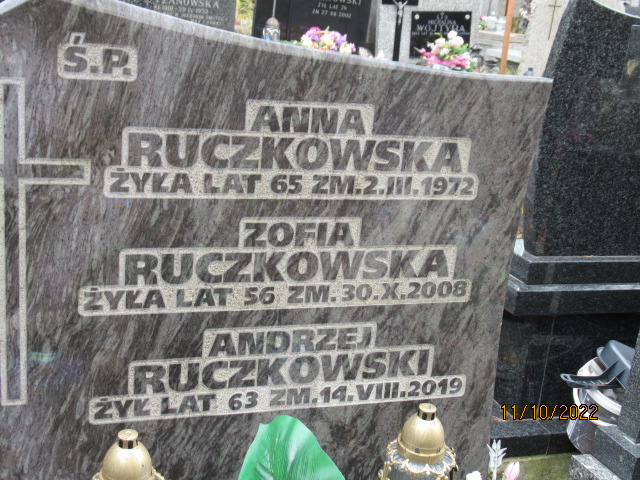 Ś.P.
ANNA
RUCZKOWSKA
ŻYŁA LAT 65 ZM.2.III.1972
ZOFIA
RUCZKOWSKA
ŻYŁA LAT 56 ZM.30.X.2008
ANDRZEJ
RUCZKOWSKI
ŻYŁ LAT 63 ZM.14.VIII.2019
WOJTYRA
11/10/2022